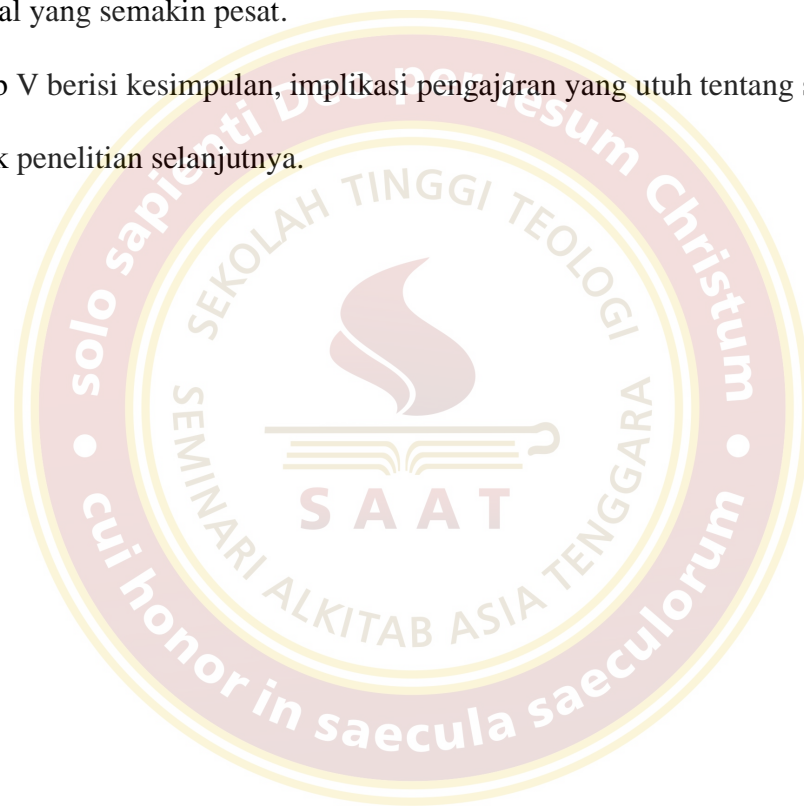 al yang semakin pesat.
V berisi kesimpulan, implikasi pengajaran yang utuh tentang
penelitian selanjutnya.
solo sapienti Deo per Iesum Christum
SEKOLAH TINGGI TEOLOGI
SEMINARI ALKITAB ASIA TENGGARA
SAAT
cui honor in saecula saeculorum